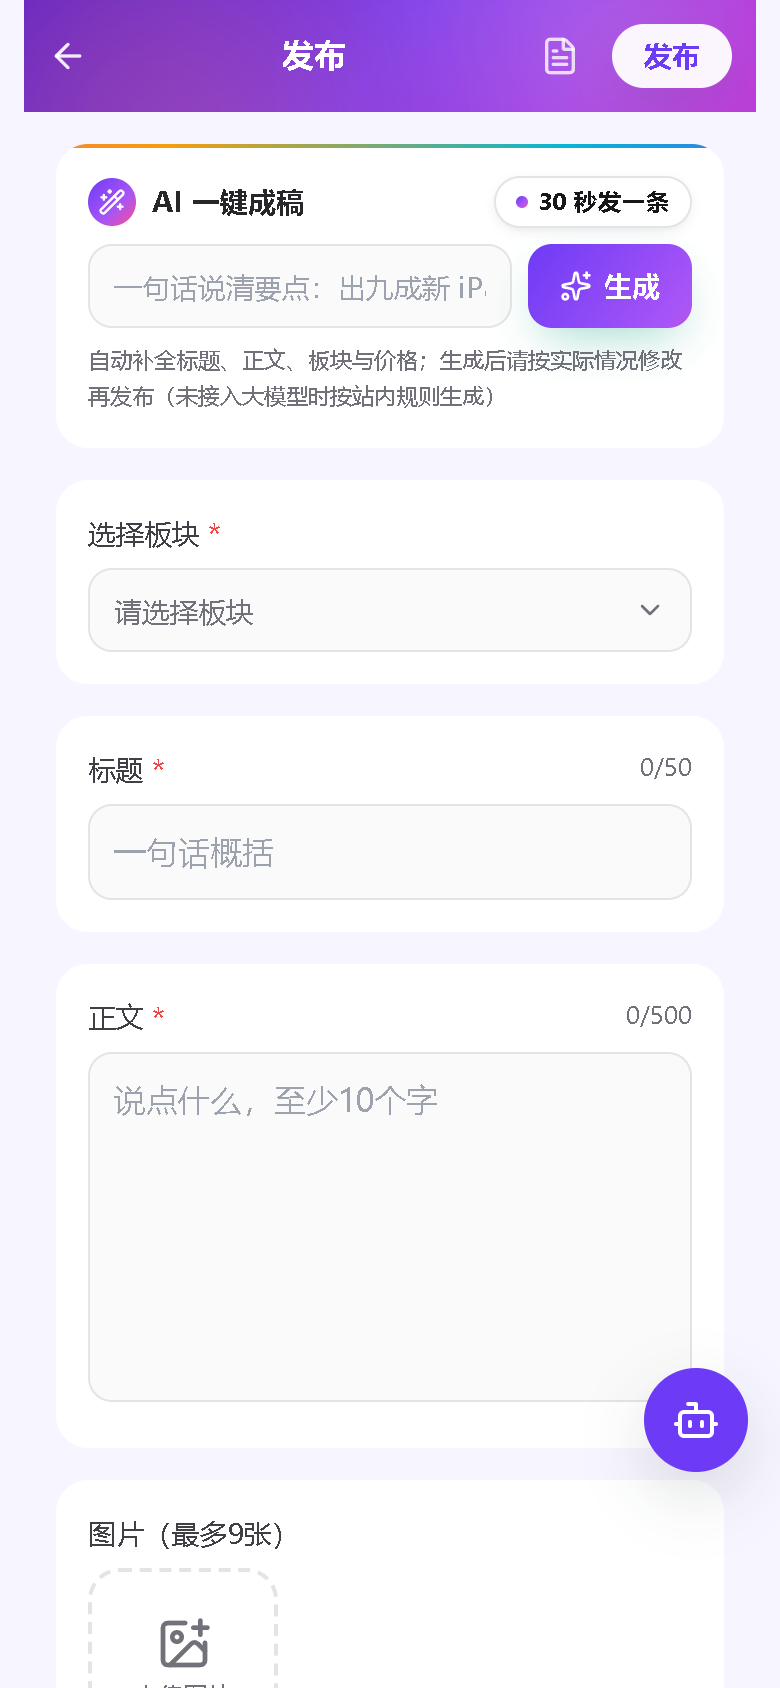 发布
发布
AI 一键成稿
30 秒发一条
一句话说清要点：出九成新 iP
生成
自动补全标题、正文、板块与价格；生成后请按实际情况修改
再发布（未接入大模型时按站内规则生成）
选择板块 *
请选择板块
标题 *
0/50
一句话概括
正文 *
0/500
说点什么，至少10个字
图片（最多9张）